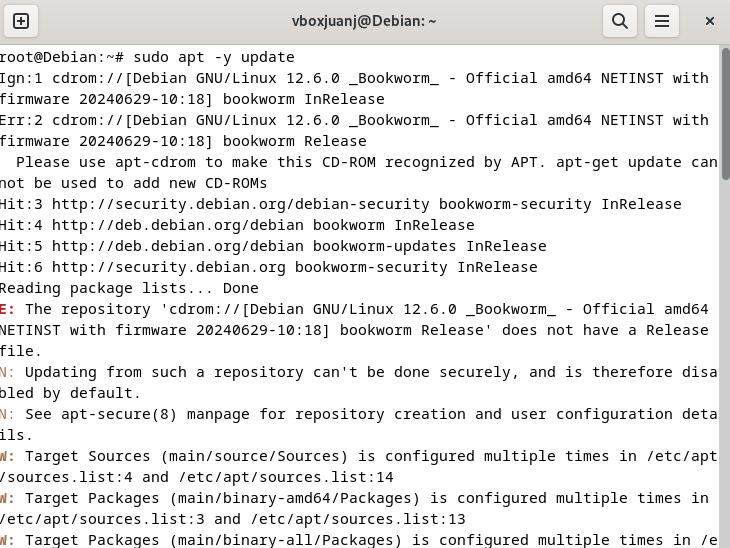 vboxjuanj@Debian: ~
root@Debian:~# sudo apt -y update
Ign:1 cdrom://[Debian GNU/Linux 12.6.0 _Bookworm_ - Official amd64 NETINST with
firmware 20240629-10:18] bookworm InRelease
Err:2 cdrom://[Debian GNU/Linux 12.6.0 _Bookworm_ - Official amd64 NETINST with
firmware 20240629-10:18] bookworm Release
  Please use apt-cdrom to make this CD-ROM recognized by APT. apt-get update can
not be used to add new CD-ROMs
Hit:3 http://security.debian.org/debian-security bookworm-security InRelease
Hit:4 http://deb.debian.org/debian bookworm InRelease
Hit:5 http://deb.debian.org/debian bookworm-updates InRelease
Hit:6 http://security.debian.org bookworm-security InRelease
Reading package lists... Done
E: The repository 'cdrom://[Debian GNU/Linux 12.6.0 _Bookworm_ - Official amd64
NETINST with firmware 20240629-10:18] bookworm Release' does not have a Release
file.
N: Updating from such a repository can't be done securely, and is therefore disa
bled by default.
N: See apt-secure(8) manpage for repository creation and user configuration deta
ils.
W: Target Sources (main/source/Sources) is configured multiple times in /etc/apt
/sources.list:4 and /etc/apt/sources.list:14
W: Target Packages (main/binary-amd64/Packages) is configured multiple times in
/etc/apt/sources.list:3 and /etc/apt/sources.list:13
W: Target Packages (main/binary-all/Packages) is configured multiple times in /e